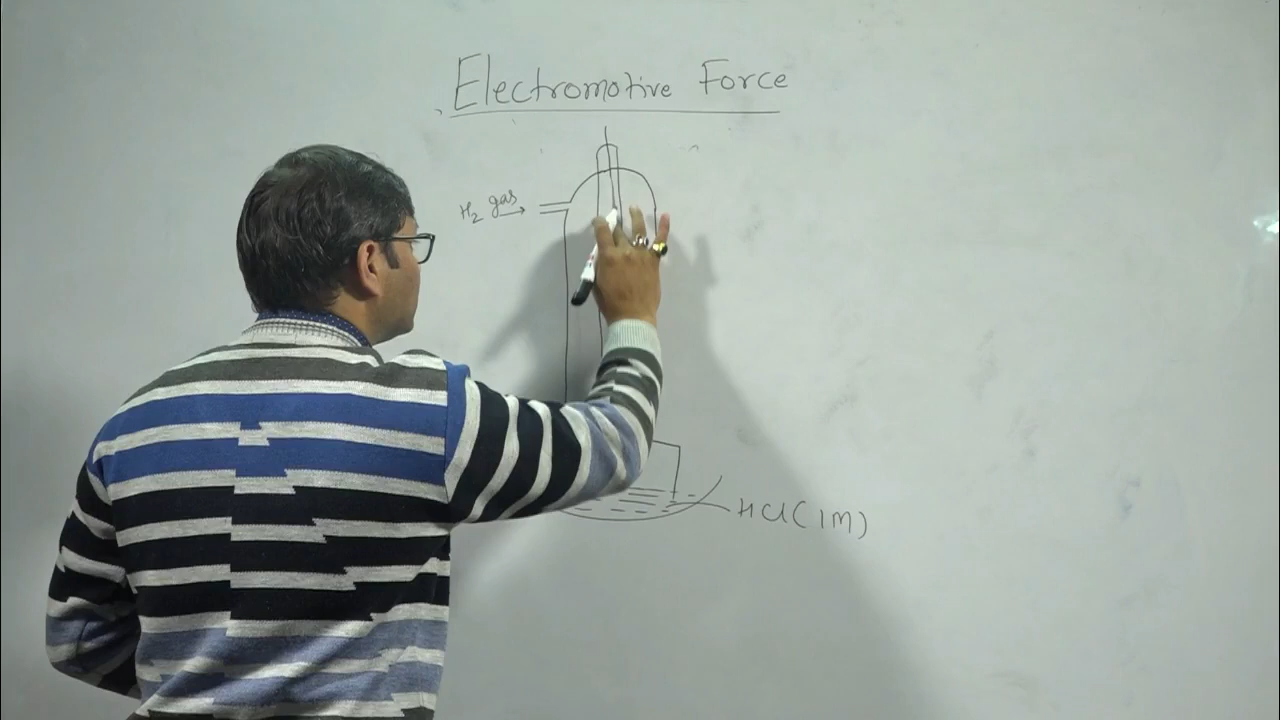 Electromotive Force
H₂ gas
HCl (1M)